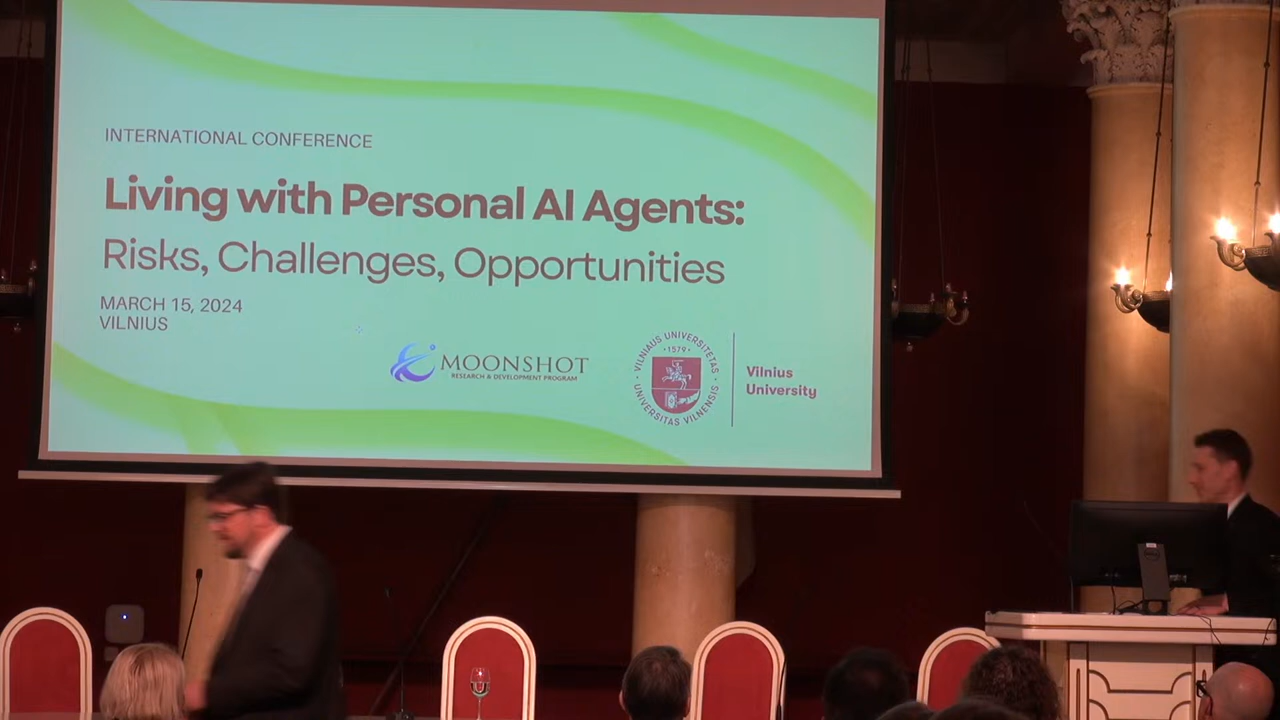 INTERNATIONAL CONFERENCE
Living with Personal AI Agents:
Risks, Challenges, Opportunities
MARCH 15, 2024
VILNIUS
MOONSHOT
RESEARCH & DEVELOPMENT PROGRAM
VILNIAUS UNIVERSITETAS
·1579·
UNIVERSITAS VILNENSIS
Vilnius
University